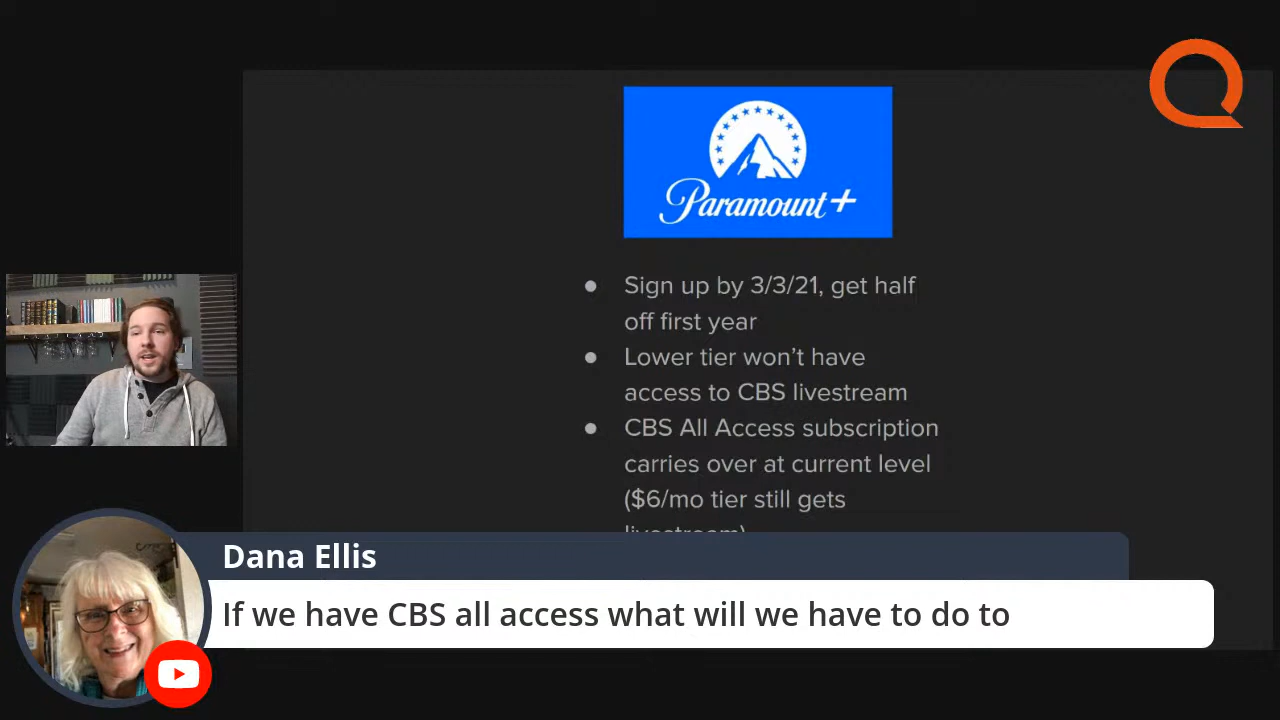 Paramount+
Sign up by 3/3/21, get half
off first year
Lower tier won't have
access to CBS livestream
CBS All Access subscription
carries over at current level
($6/mo tier still gets
livestream)
Dana Ellis
If we have CBS all access what will we have to do to